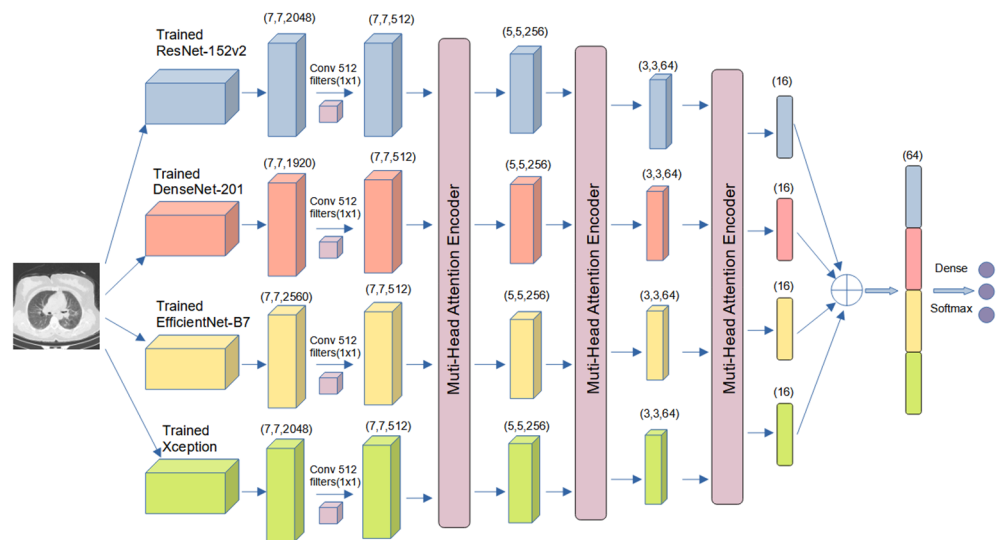 Trained
ResNet-152v2
(7,7,2048)
(7,7,512)
Conv 512
filters(1x1)
(5,5,256)
(3,3,64)
(16)
Trained
DenseNet-201
(7,7,1920)
(7,7,512)
Conv 512
filters(1x1)
(5,5,256)
(3,3,64)
(16)
Trained
EfficientNet-B7
(7,7,2560)
(7,7,512)
Conv 512
filters(1x1)
(5,5,256)
(3,3,64)
(16)
Trained
Xception
(7,7,2048)
(7,7,512)
Conv 512
filters(1x1)
(5,5,256)
(3,3,64)
(16)
Muti-Head Attention Encoder
Muti-Head Attention Encoder
Muti-Head Attention Encoder
(64)
Dense
Softmax